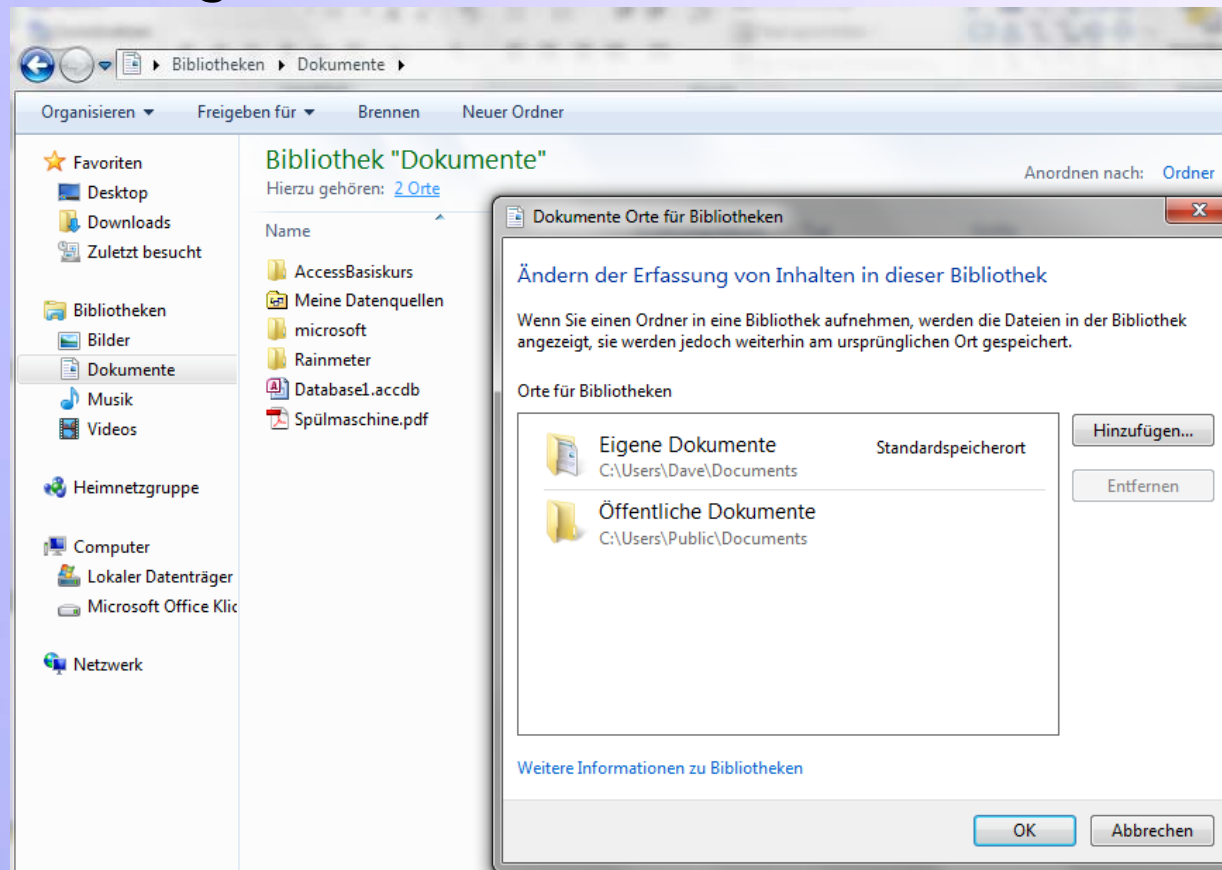 Bibliotheken Dokumente
Organisieren Freigeben für Brennen Neuer Ordner
Favoriten
Desktop
Downloads
Zuletzt besucht
Bibliotheken
Bilder
Dokumente
Musik
Videos
Heimnetzgruppe
Computer
Lokaler Datenträger
Microsoft Office Klic
Netzwerk
Bibliothek "Dokumente"
Hierzu gehören: 2 Orte
Anordnen nach: Ordner
Name
AccessBasiskurs
Meine Datenquellen
microsoft
Rainmeter
Database1.accdb
Spülmaschine.pdf
Dokumente Orte für Bibliotheken
Ändern der Erfassung von Inhalten in dieser Bibliothek
Wenn Sie einen Ordner in eine Bibliothek aufnehmen, werden die Dateien in der Bibliothek
angezeigt, sie werden jedoch weiterhin am ursprünglichen Ort gespeichert.
Orte für Bibliotheken
Eigene Dokumente Standardspeicherort
C:\Users\Dave\Documents
Öffentliche Dokumente
C:\Users\Public\Documents
Hinzufügen...
Entfernen
Weitere Informationen zu Bibliotheken
OK Abbrechen